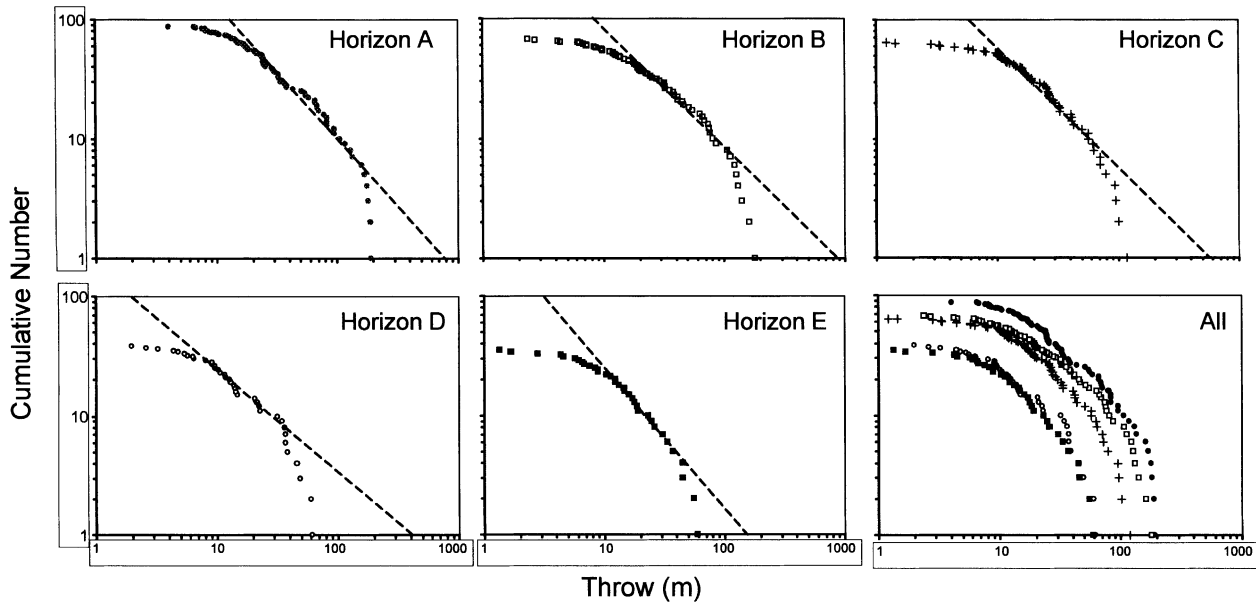 100
Horizon A
Horizon B
Horizon C
10
1
100
Horizon D
Horizon E
All
10
1
Cumulative Number
1 10 100 1000
1 10 100 1000
1 10 100 1000
Throw (m)